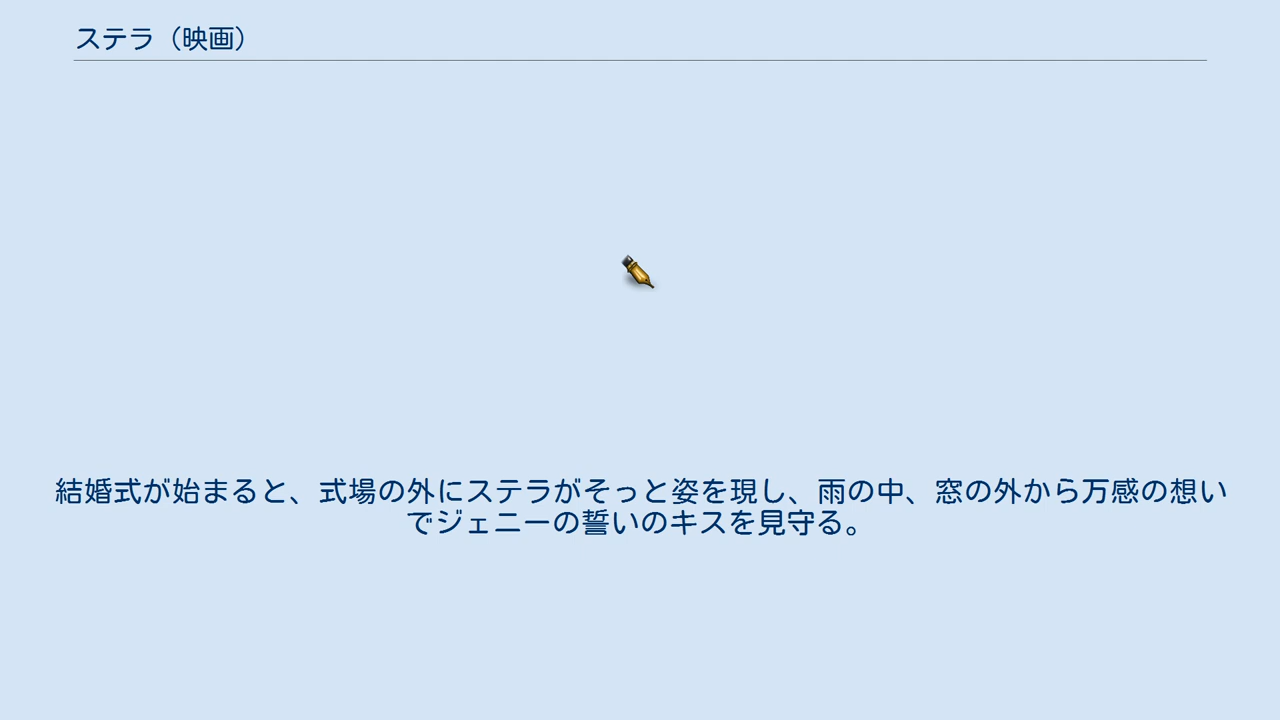 ステラ（映画）
結婚式が始まると、式場の外にステラがそっと姿を現し、雨の中、窓の外から万感の想い
でジェニーの誓いのキスを見守る。